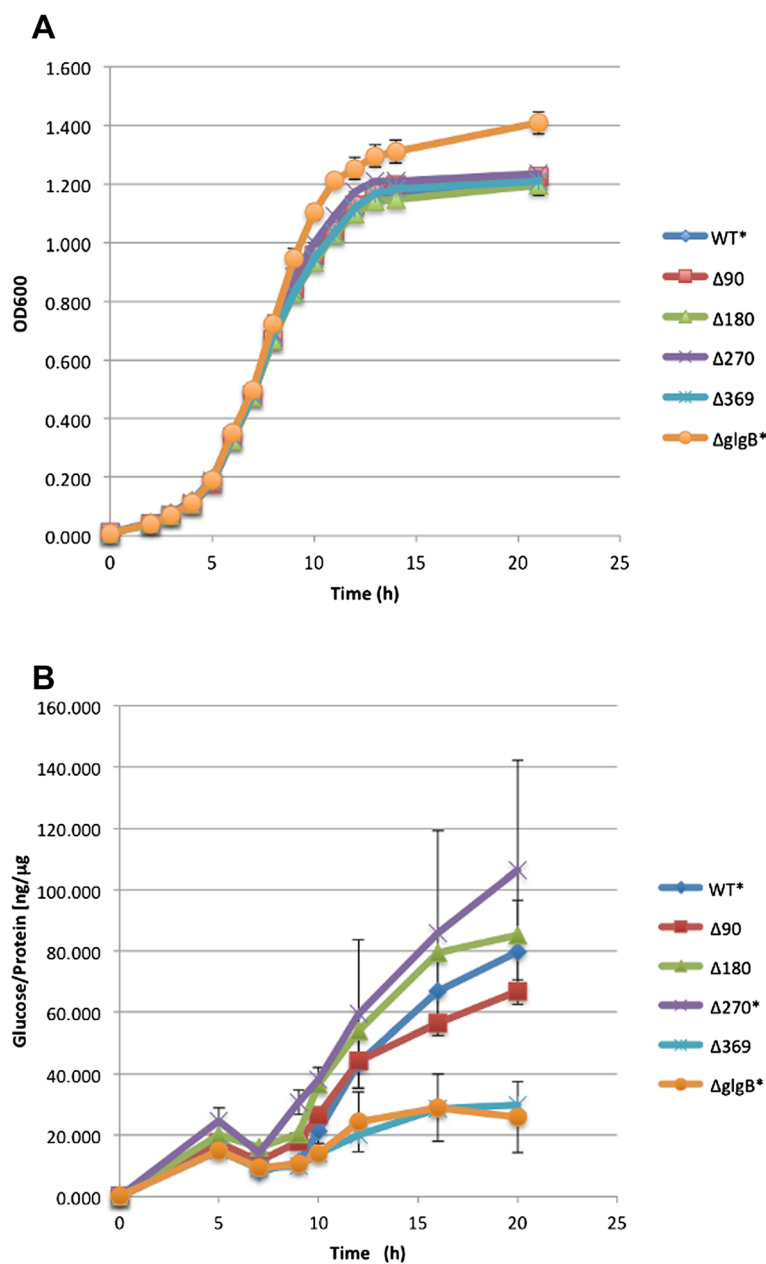 A
1.600
1.400
1.200
1.000
0.800
0.600
0.400
0.200
0.000
OD600
0 5 10 15 20 25
Time (h)
WT*
Δ90
Δ180
Δ270
Δ369
ΔglgB*
B
160.000
140.000
120.000
100.000
80.000
60.000
40.000
20.000
0.000
Glucose/Protein [ng/µg
0 5 10 15 20 25
Time (h)
WT*
Δ90
Δ180
Δ270*
Δ369
ΔglgB*